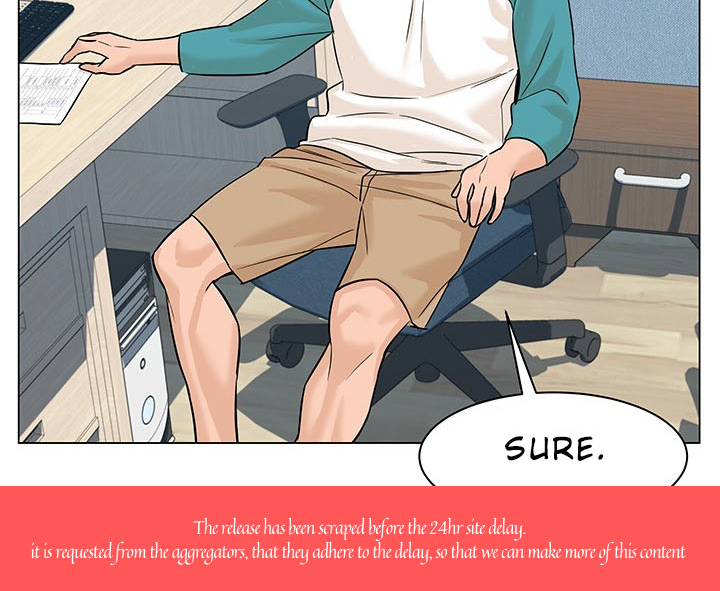 SURE.
The release has been scraped before the 24hr site delay.
it is requested from the aggregators, that they adhere to the delay, so that we can make more of this content